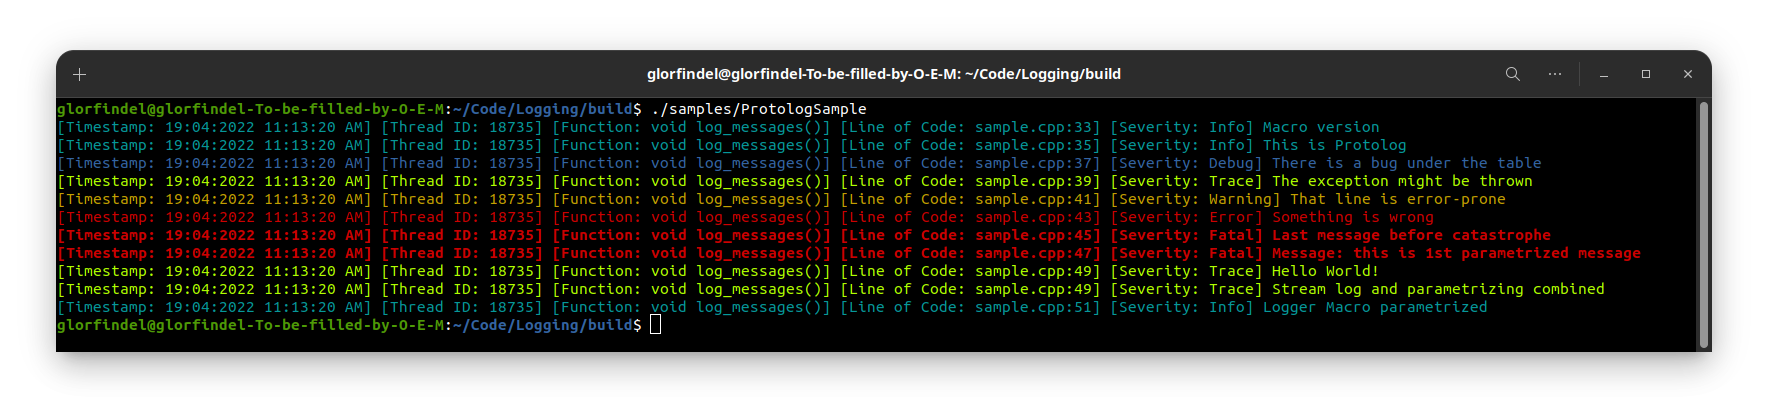 glorfindel@glorfindel-To-be-filled-by-O-E-M: ~/Code/Logging/build
glorfindel@glorfindel-To-be-filled-by-O-E-M:~/Code/Logging/build$ ./samples/ProtologSample
[Timestamp: 19:04:2022 11:13:20 AM] [Thread ID: 18735] [Function: void log_messages()] [Line of Code: sample.cpp:33] [Severity: Info] Macro version
[Timestamp: 19:04:2022 11:13:20 AM] [Thread ID: 18735] [Function: void log_messages()] [Line of Code: sample.cpp:35] [Severity: Info] This is Protolog
[Timestamp: 19:04:2022 11:13:20 AM] [Thread ID: 18735] [Function: void log_messages()] [Line of Code: sample.cpp:37] [Severity: Debug] There is a bug under the table
[Timestamp: 19:04:2022 11:13:20 AM] [Thread ID: 18735] [Function: void log_messages()] [Line of Code: sample.cpp:39] [Severity: Trace] The exception might be thrown
[Timestamp: 19:04:2022 11:13:20 AM] [Thread ID: 18735] [Function: void log_messages()] [Line of Code: sample.cpp:41] [Severity: Warning] That line is error-prone
[Timestamp: 19:04:2022 11:13:20 AM] [Thread ID: 18735] [Function: void log_messages()] [Line of Code: sample.cpp:43] [Severity: Error] Something is wrong
[Timestamp: 19:04:2022 11:13:20 AM] [Thread ID: 18735] [Function: void log_messages()] [Line of Code: sample.cpp:45] [Severity: Fatal] Last message before catastrophe
[Timestamp: 19:04:2022 11:13:20 AM] [Thread ID: 18735] [Function: void log_messages()] [Line of Code: sample.cpp:47] [Severity: Fatal] Message: this is 1st parametrized message
[Timestamp: 19:04:2022 11:13:20 AM] [Thread ID: 18735] [Function: void log_messages()] [Line of Code: sample.cpp:49] [Severity: Trace] Hello World!
[Timestamp: 19:04:2022 11:13:20 AM] [Thread ID: 18735] [Function: void log_messages()] [Line of Code: sample.cpp:49] [Severity: Trace] Stream log and parametrizing combined
[Timestamp: 19:04:2022 11:13:20 AM] [Thread ID: 18735] [Function: void log_messages()] [Line of Code: sample.cpp:51] [Severity: Info] Logger Macro parametrized
glorfindel@glorfindel-To-be-filled-by-O-E-M:~/Code/Logging/build$